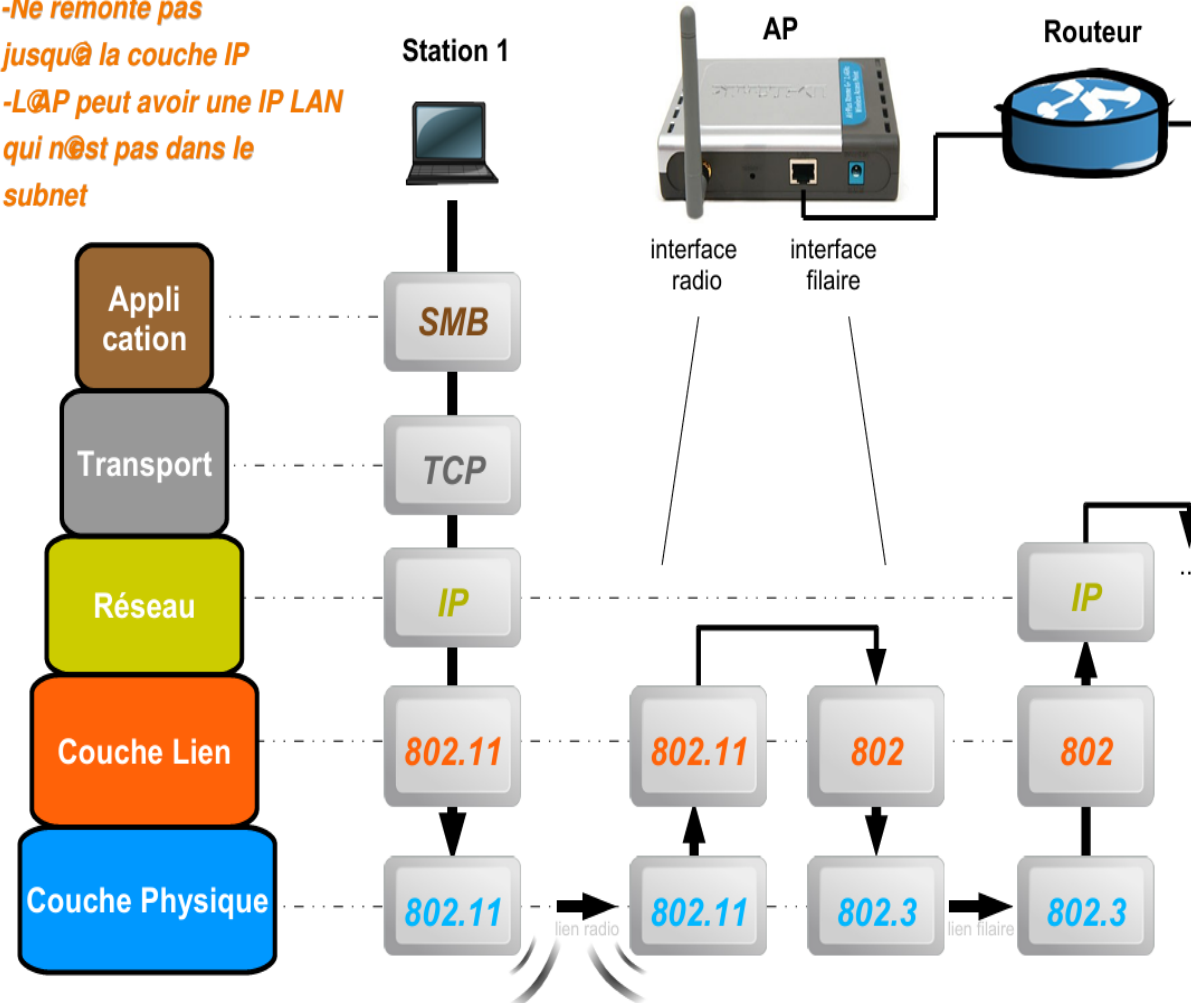 -Ne remonte pas
jusqu@à la couche IP
-L@AP peut avoir une IP LAN
qui n@est pas dans le
subnet
Station 1
AP
Routeur
interface
radio
interface
filaire
Appli
cation
SMB
Transport
TCP
Réseau
IP
IP
...
Couche Lien
802.11
802.11
802
802
Couche Physique
802.11
lien radio
802.11
802.3
lien filaire
802.3